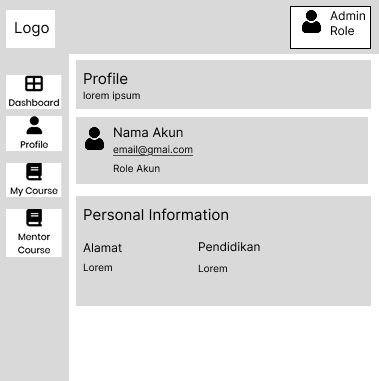 Logo
Admin
Role
Dashboard
Profile
My Course
Mentor
Course
Profile
lorem ipsum
Nama Akun
email@gmai.com
Role Akun
Personal Information
Alamat
Pendidikan
Lorem
Lorem